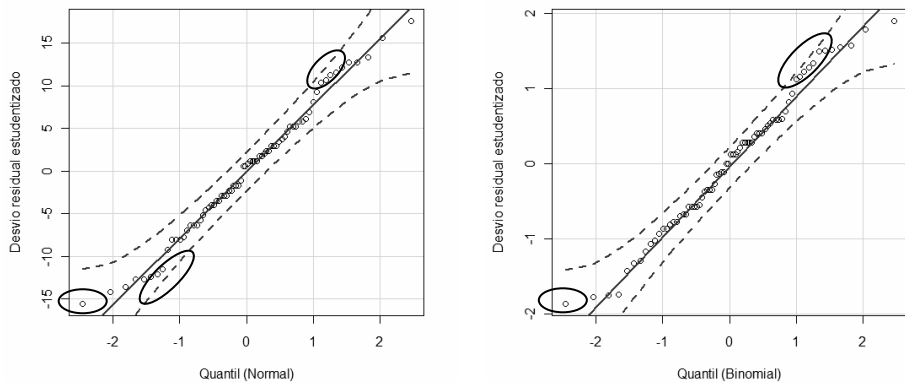 Desvio residual estudentizado
15
10
5
0
-5
-10
-15
-2 -1 0 1 2
Quantil (Normal)
Desvio residual estudentizado
2
1
0
-1
-2
-2 -1 0 1 2
Quantil (Binomial)